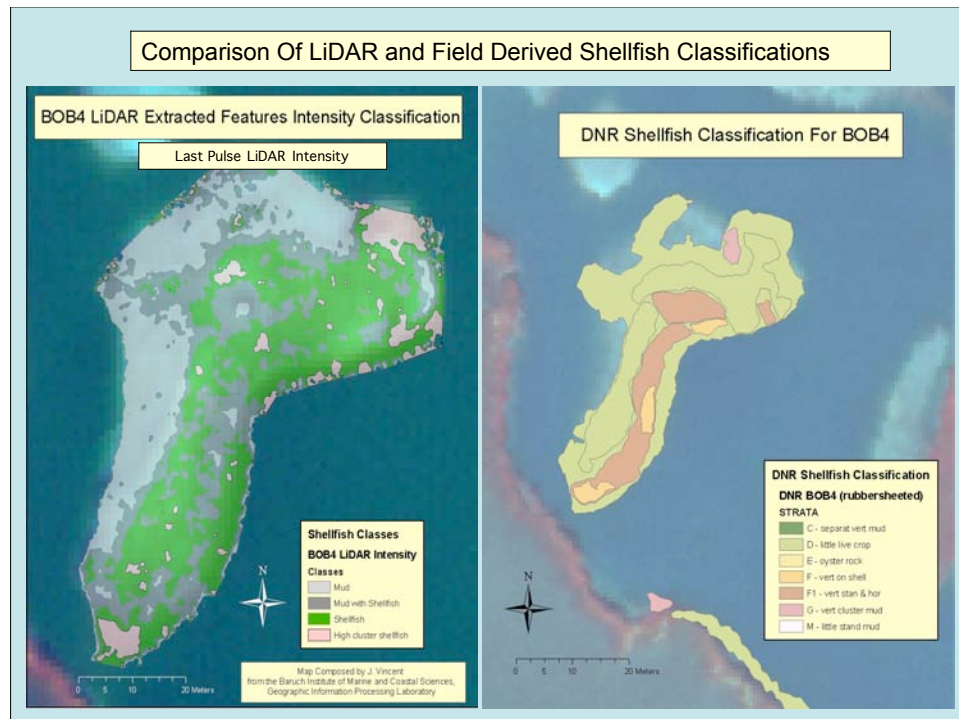 Comparison Of LiDAR and Field Derived Shellfish Classifications
BOB4 LiDAR Extracted Features Intensity Classification
Last Pulse LiDAR Intensity
Shellfish Classes
BOB4 LiDAR Intensity
Classes
Mud
Mud with Shellfish
Shellfish
High cluster shellfish
N
0 5 10 20 Meters
Map Composed by J. Vincent
from the Baruch Institute of Marine and Coastal Sciences,
Geographic Information Processing Laboratory
DNR Shellfish Classification For BOB4
DNR Shellfish Classification
DNR BOB4 (rubbersheeted)
STRATA
C - separat vert mud
D - little live crop
E - oyster rock
F - vert on shell
F1 - vert stan & hor
G - vert cluster mud
M - little stand mud
N
0 5 10 20 Meters